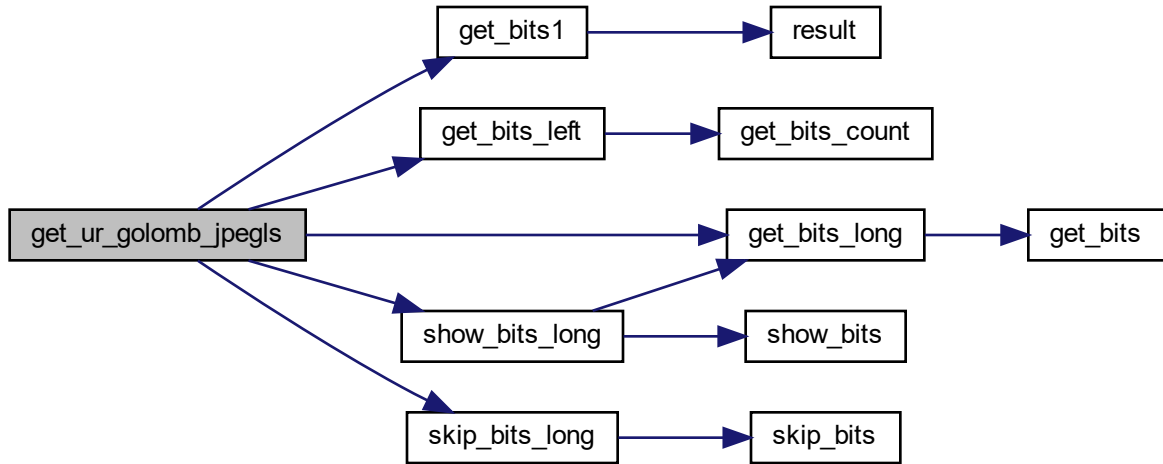 get_bits1
result
get_bits_left
get_bits_count
get_ur_golomb_jpegls
get_bits_long
get_bits
show_bits_long
show_bits
skip_bits_long
skip_bits